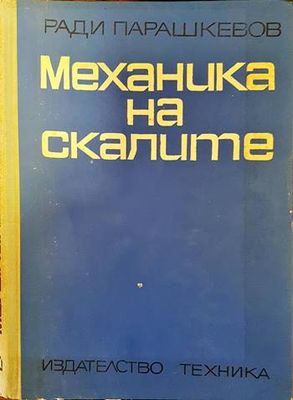 РАДИ ПАРАШКЕВОВ
Механика
на
скалите
ИЗДАТЕЛСТВО ТЕХНИКА